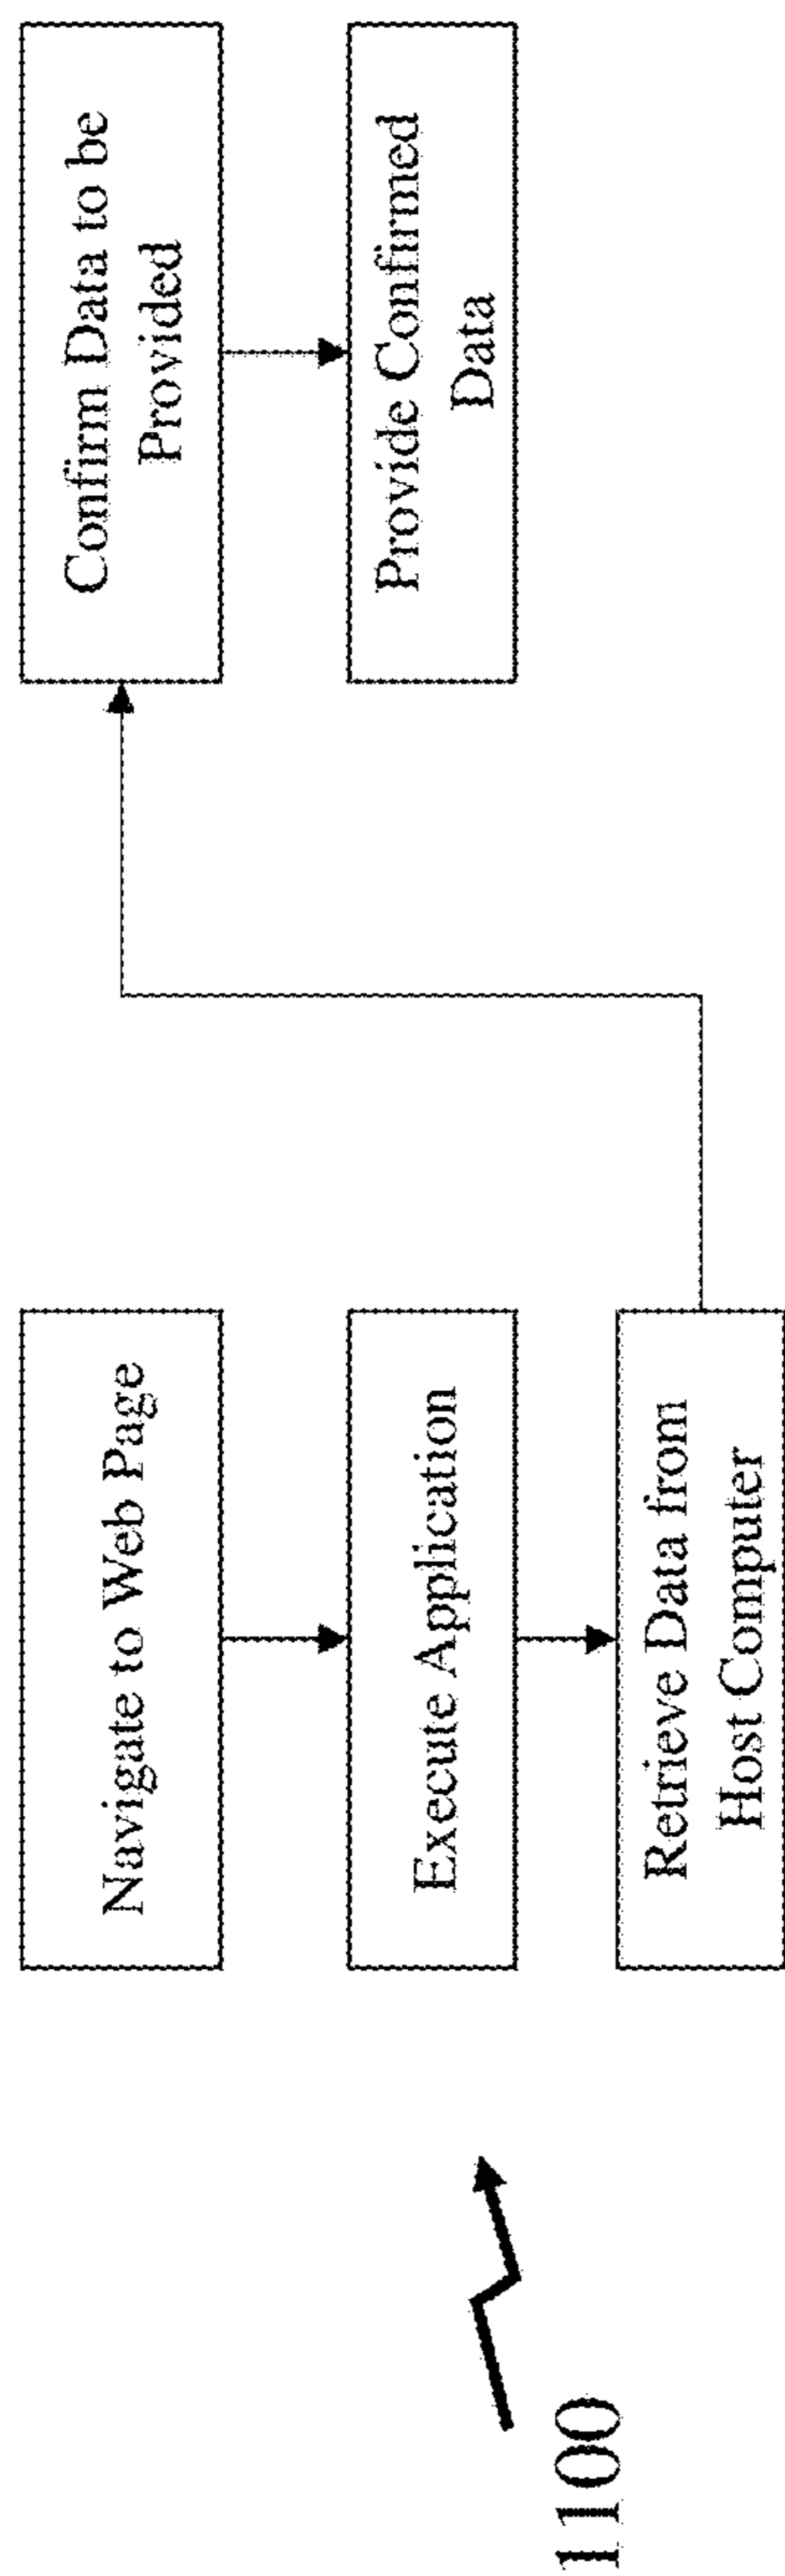 Navigate to Web Page
Execute Application
Retrieve Data from
Host Computer
Confirm Data to be
Provided
Provide Confirmed
Data
1100